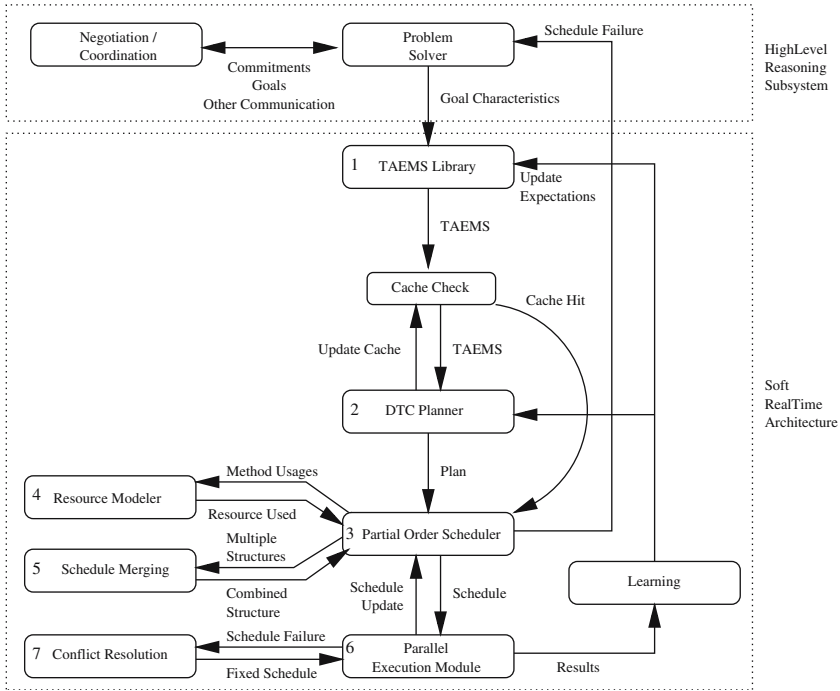 Negotiation /
Coordination
Problem
Solver
Schedule Failure
HighLevel
Reasoning
Subsystem
Commitments
Goals
Other Communication
Goal Characteristics
1 TAEMS Library
Update
Expectations
TAEMS
Cache Check
Cache Hit
Update Cache
TAEMS
2 DTC Planner
Soft
RealTime
Architecture
Plan
Method Usages
4 Resource Modeler
Resource Used
3 Partial Order Scheduler
Multiple
Structures
5 Schedule Merging
Combined
Structure
Schedule
Update
Schedule
Learning
Schedule Failure
7 Conflict Resolution
Fixed Schedule
6 Parallel
Execution Module
Results